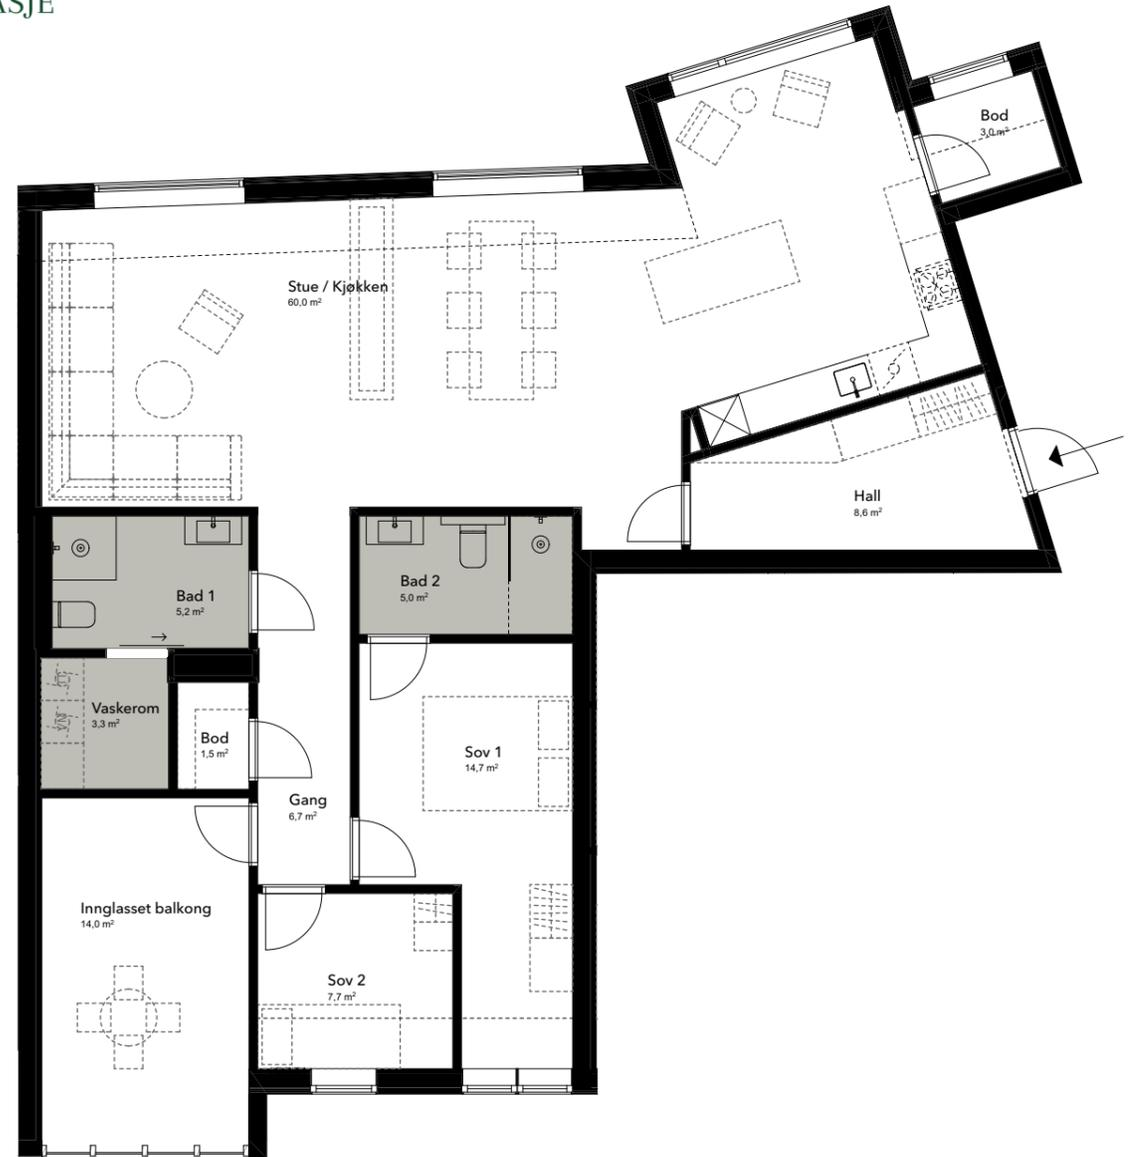 ASJE
Bod
3,0 m²
Stue / Kjøkken
60,0 m²
Hall
8,6 m²
Bad 1
5,2 m²
Bad 2
5,0 m²
Vaskerom
3,3 m²
Bod
1,5 m²
Sov 1
14,7 m²
Gang
6,7 m²
Innglasset balkong
14,0 m²
Sov 2
7,7 m²